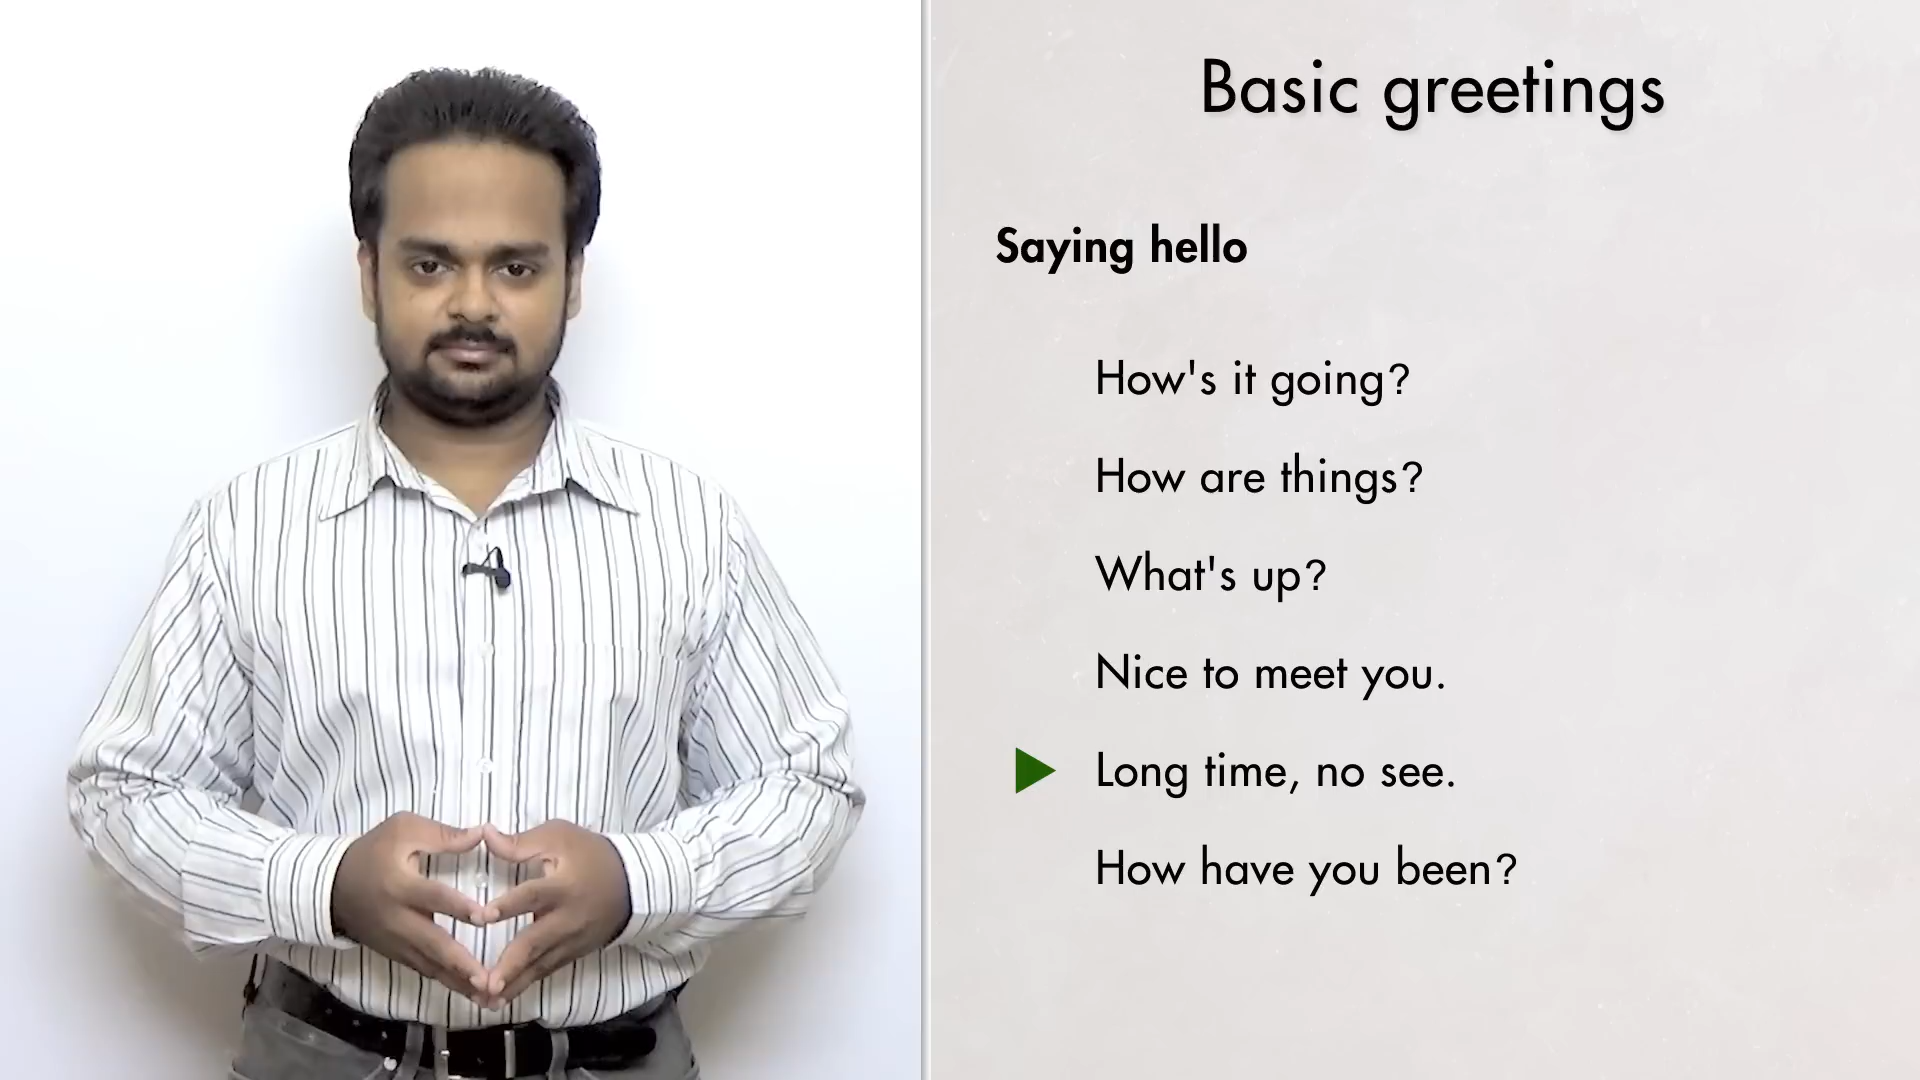 Basic greetings
Saying hello
How's it going?
How are things?
What's up?
Nice to meet you.
Long time, no see.
How have you been?